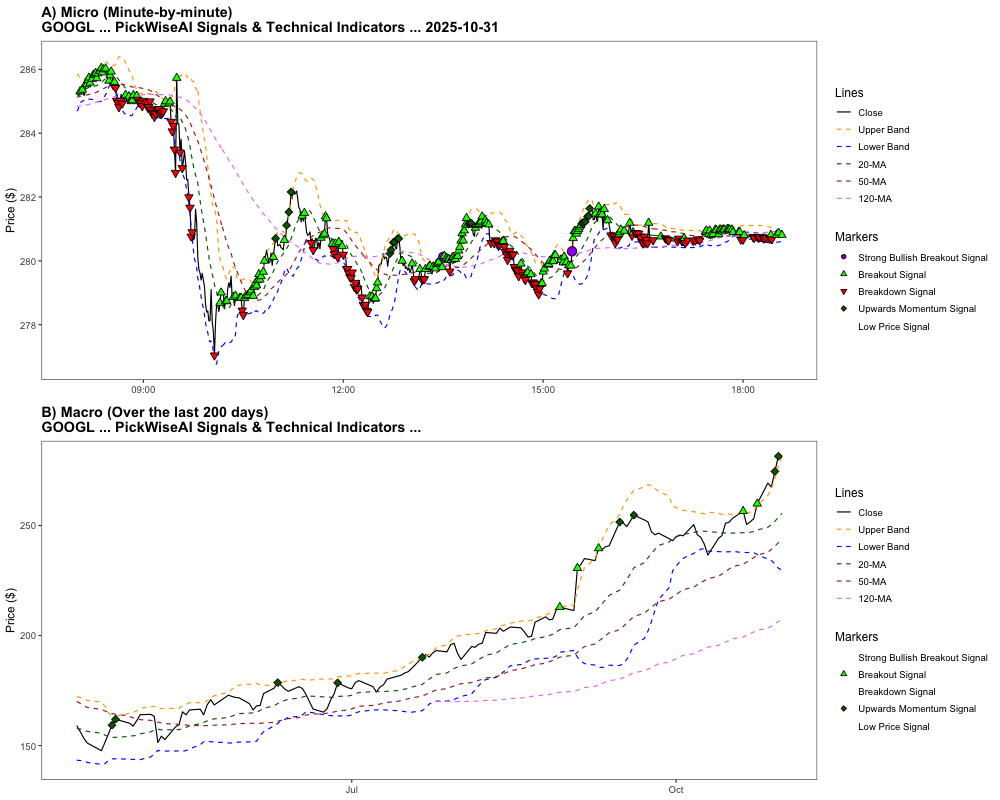 A) Micro (Minute-by-minute)
GOOGL ... PickWiseAI Signals & Technical Indicators ... 2025-10-31
Price ($)
286
284
282
280
278
09:00
12:00
15:00
18:00
Lines
Close
Upper Band
Lower Band
20-MA
50-MA
120-MA
Markers
Strong Bullish Breakout Signal
Breakout Signal
Breakdown Signal
Upwards Momentum Signal
Low Price Signal
B) Macro (Over the last 200 days)
GOOGL ... PickWiseAI Signals & Technical Indicators ...
Price ($)
250
200
150
Jul
Oct
Lines
Close
Upper Band
Lower Band
20-MA
50-MA
120-MA
Markers
Strong Bullish Breakout Signal
Breakout Signal
Breakdown Signal
Upwards Momentum Signal
Low Price Signal